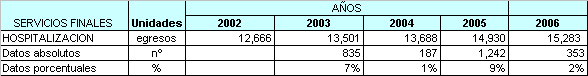 AÑOS
SERVICIOS FINALES Unidades 2002 2003 2004 2005 2006
HOSPITALIZACION egresos 12,666 13,501 13,688 14,930 15,283
Datos absolutos nº 835 187 1,242 353
Datos porcentuales % 7% 1% 9% 2%